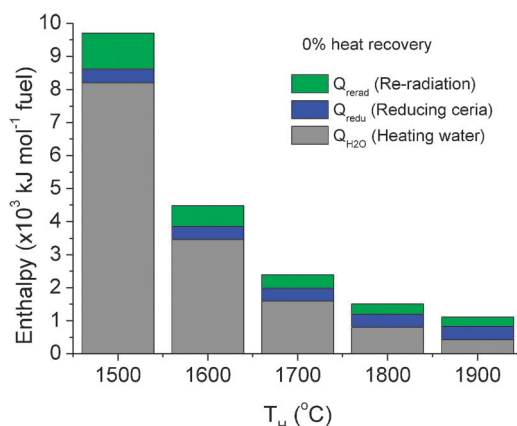 10
9
8
7
6
5
4
3
2
1
0
Enthalpy (x10³ kJ mol⁻¹ fuel)
0% heat recovery
Q_rerad (Re-radiation)
Q_redu (Reducing ceria)
Q_H2O (Heating water)
1500 1600 1700 1800 1900
T_H (°C)